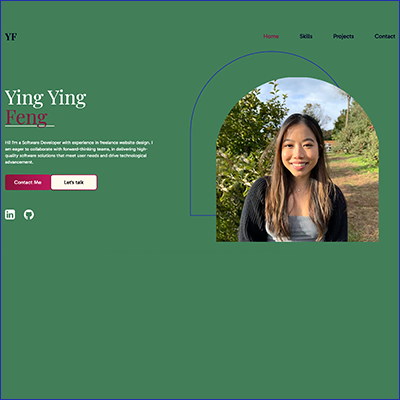 YF
Home Skills Projects Contact
Ying Ying
Feng
Hi! I'm a Software Developer with experience in freelance website design. I
am eager to collaborate with forward-thinking teams, in delivering high-
quality software solutions that meet user needs and drive technological
advancement.
Contact Me Let's talk
in